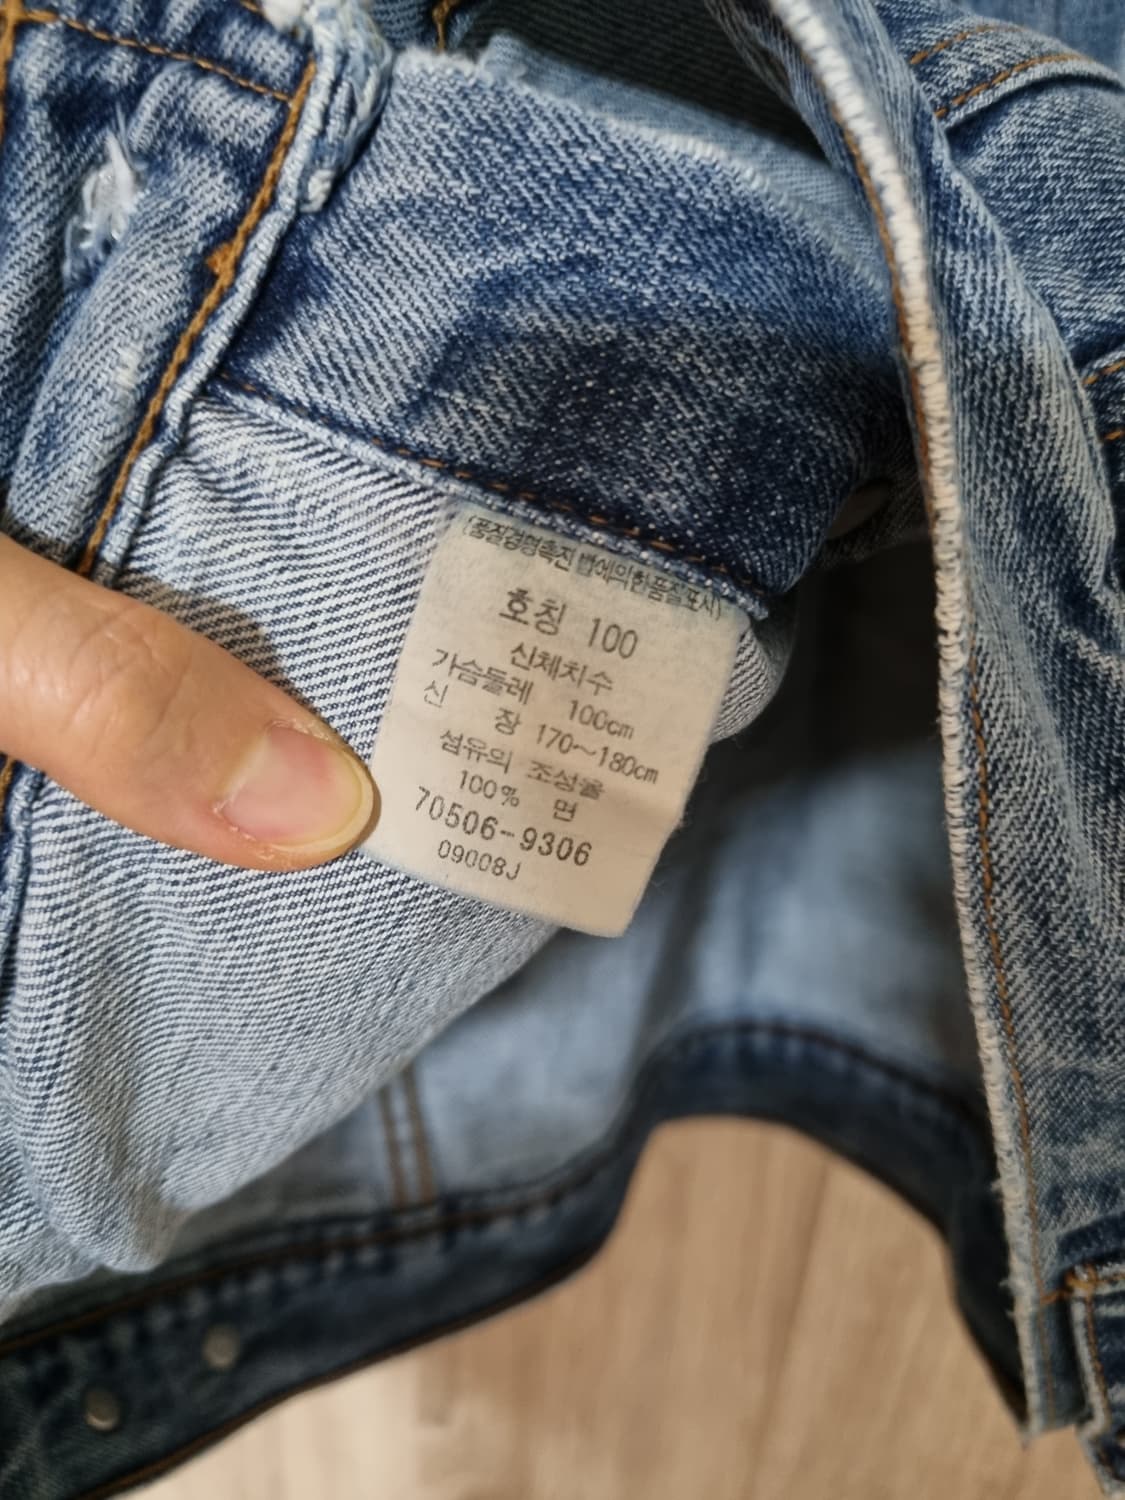 (품질경영촉진법에의한품질표시)
호칭 100
신체치수
가슴둘레 100cm
신 장 170~180cm
섬유의 조성율
100% 면
70506-9306
09008J